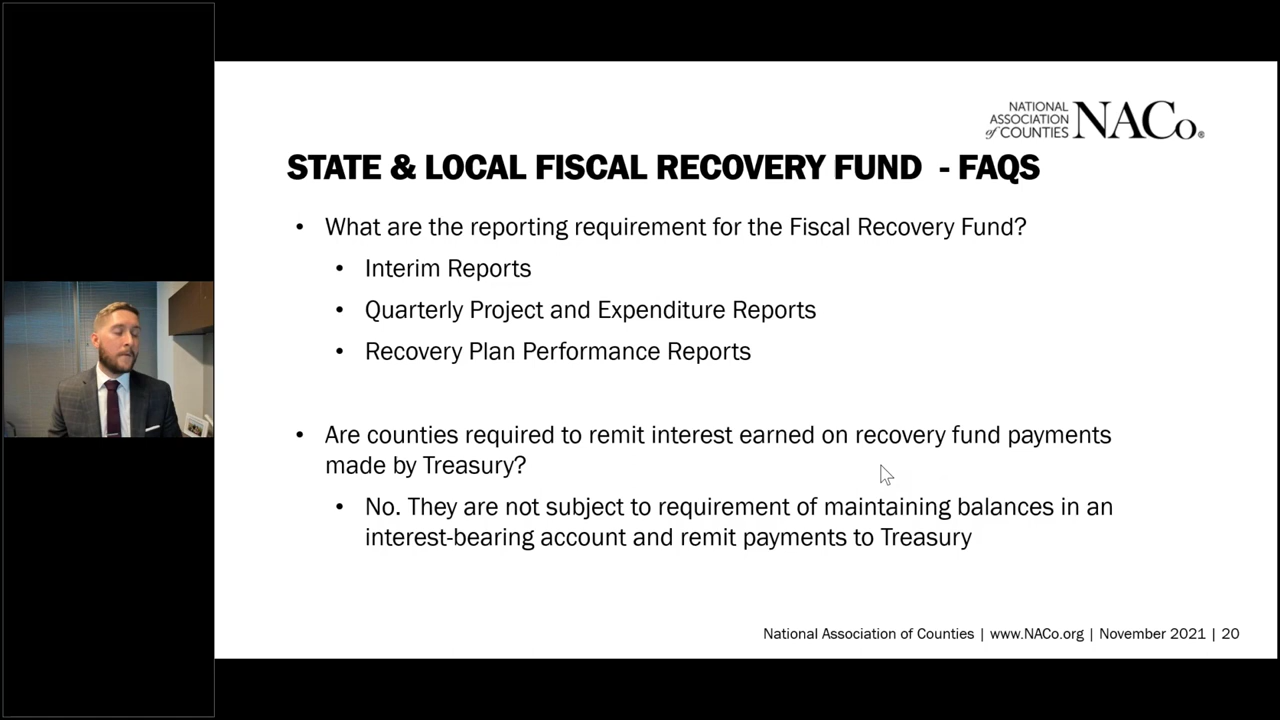 NATIONAL
ASSOCIATION
of COUNTIES
NACo®
STATE & LOCAL FISCAL RECOVERY FUND - FAQS
• What are the reporting requirement for the Fiscal Recovery Fund?
• Interim Reports
• Quarterly Project and Expenditure Reports
• Recovery Plan Performance Reports
• Are counties required to remit interest earned on recovery fund payments
made by Treasury?
• No. They are not subject to requirement of maintaining balances in an
interest-bearing account and remit payments to Treasury
National Association of Counties | www.NACo.org | November 2021 | 20